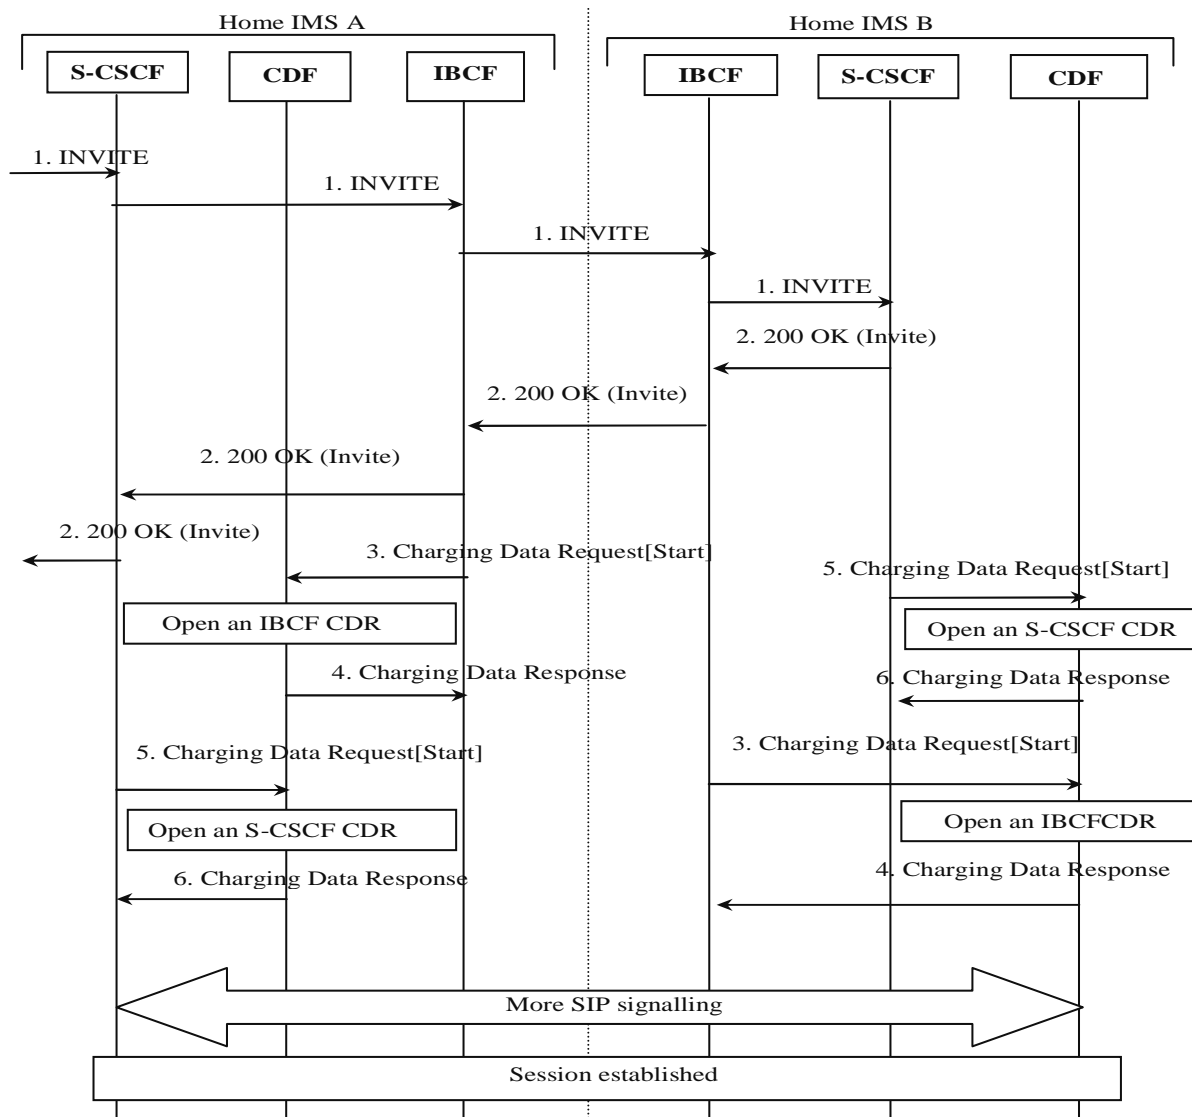 Home IMS A
Home IMS B
S-CSCF
CDF
IBCF
IBCF
S-CSCF
CDF
1. INVITE
1. INVITE
1. INVITE
1. INVITE
2. 200 OK (Invite)
2. 200 OK (Invite)
2. 200 OK (Invite)
2. 200 OK (Invite)
3. Charging Data Request[Start]
5. Charging Data Request[Start]
Open an IBCF CDR
Open an S-CSCF CDR
4. Charging Data Response
6. Charging Data Response
5. Charging Data Request[Start]
3. Charging Data Request[Start]
Open an S-CSCF CDR
Open an IBCFCDR
6. Charging Data Response
4. Charging Data Response
More SIP signalling
Session established